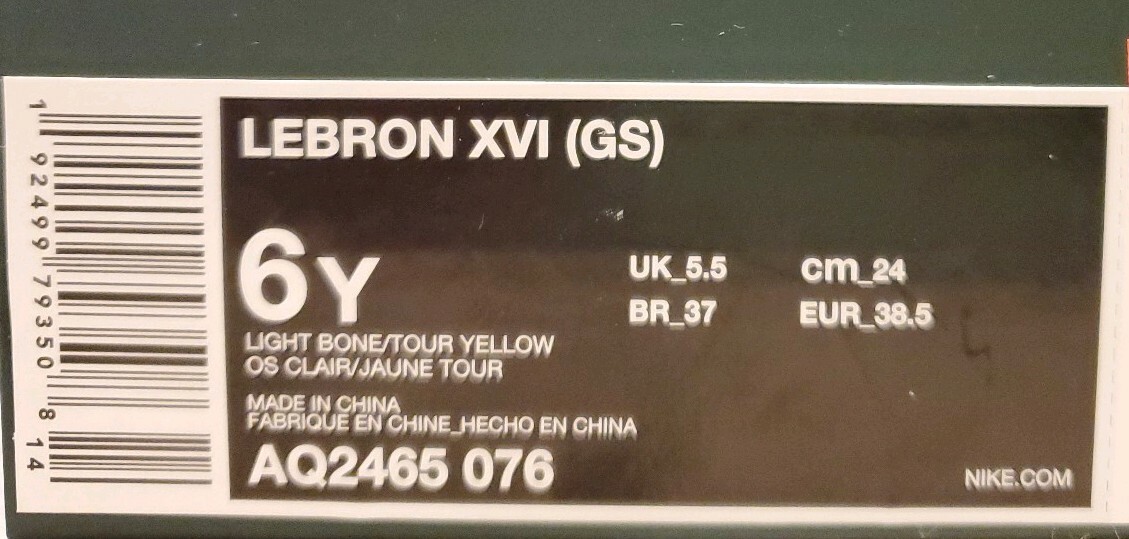 LEBRON XVI (GS)
6Y
UK_5.5 cm_24
BR_37 EUR_38.5
LIGHT BONE/TOUR YELLOW
OS CLAIR/JAUNE TOUR
MADE IN CHINA
FABRIQUE EN CHINE_HECHO EN CHINA
AQ2465 076
NIKE.COM
1 92499 79350 8 14